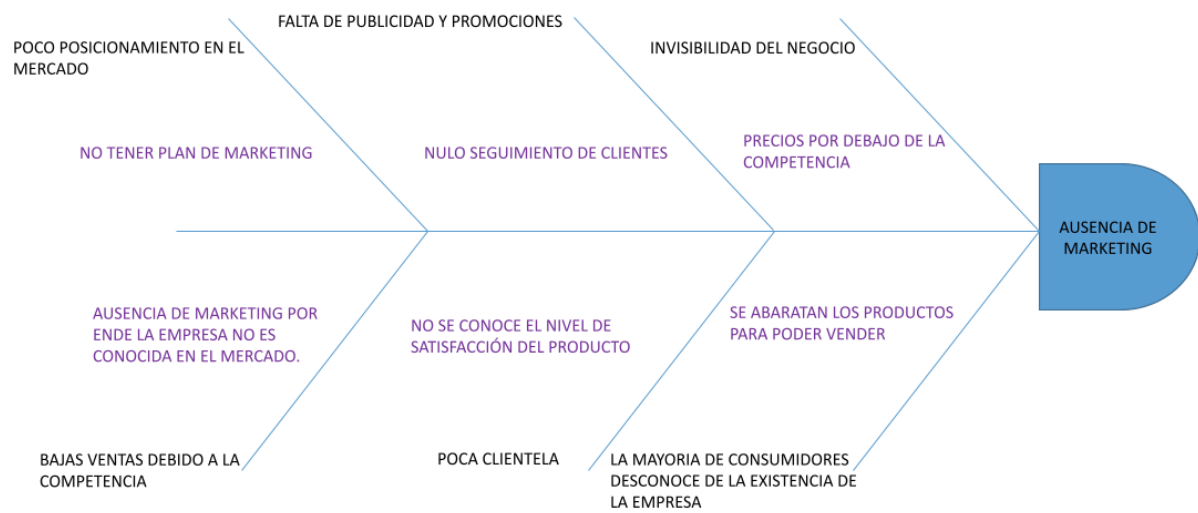 FALTA DE PUBLICIDAD Y PROMOCIONES
POCO POSICIONAMIENTO EN EL
MERCADO
INVISIBILIDAD DEL NEGOCIO
NO TENER PLAN DE MARKETING
NULO SEGUIMIENTO DE CLIENTES
PRECIOS POR DEBAJO DE LA
COMPETENCIA
AUSENCIA DE
MARKETING
AUSENCIA DE MARKETING POR
ENDE LA EMPRESA NO ES
CONOCIDA EN EL MERCADO.
NO SE CONOCE EL NIVEL DE
SATISFACCIÓN DEL PRODUCTO
SE ABARATAN LOS PRODUCTOS
PARA PODER VENDER
BAJAS VENTAS DEBIDO A LA
COMPETENCIA
POCA CLIENTELA
LA MAYORIA DE CONSUMIDORES
DESCONOCE DE LA EXISTENCIA DE
LA EMPRESA